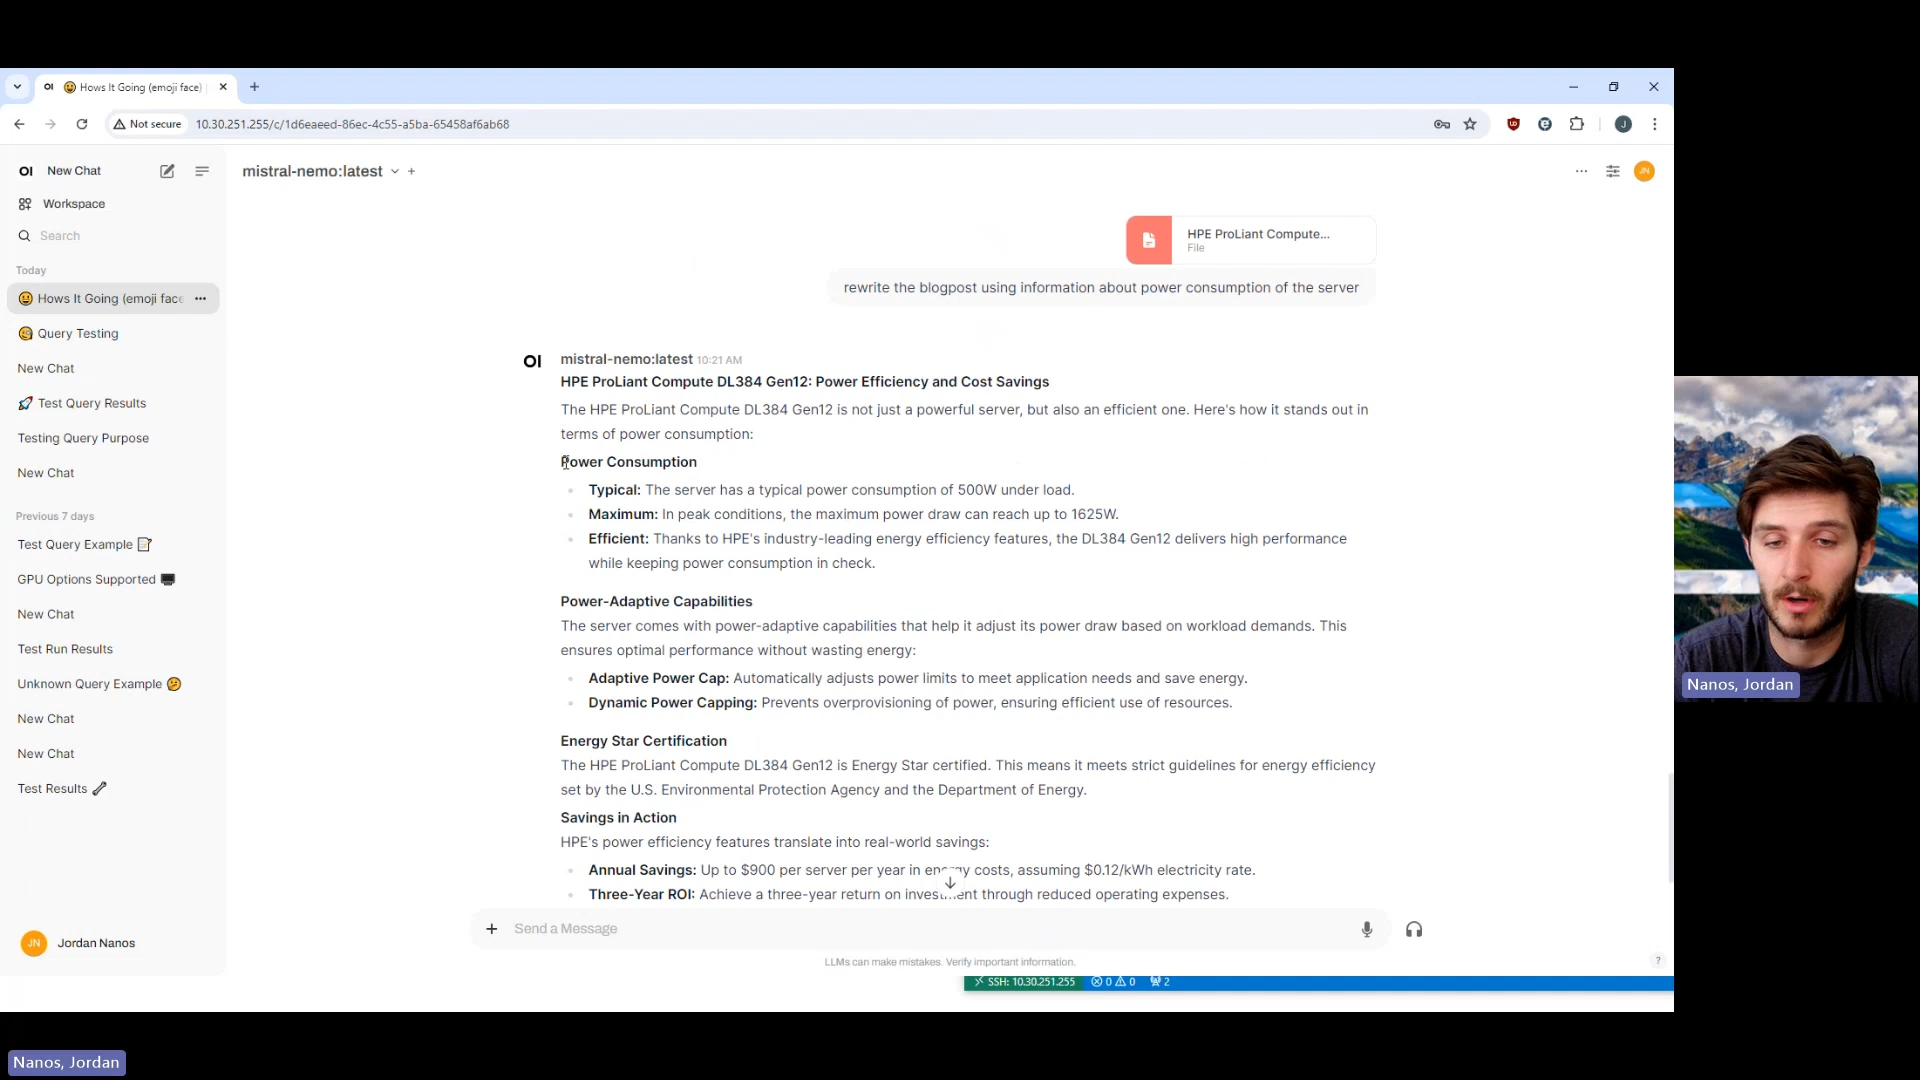 OI Hows It Going (emoji face)
Not secure 10.30.251.255/c/1d6eaeed-86ec-4c55-a5ba-65458af6ab68
J
OI New Chat
Workspace
Search
Today
Hows It Going (emoji face ...
Query Testing
New Chat
Test Query Results
Testing Query Purpose
New Chat
Previous 7 days
Test Query Example
GPU Options Supported
New Chat
Test Run Results
Unknown Query Example
New Chat
New Chat
Test Results
JN Jordan Nanos
mistral-nemo:latest
JN
HPE ProLiant Compute...
File
rewrite the blogpost using information about power consumption of the server
OI mistral-nemo:latest 10:21 AM
HPE ProLiant Compute DL384 Gen12: Power Efficiency and Cost Savings
The HPE ProLiant Compute DL384 Gen12 is not just a powerful server, but also an efficient one. Here's how it stands out in
terms of power consumption:
Power Consumption
Typical: The server has a typical power consumption of 500W under load.
Maximum: In peak conditions, the maximum power draw can reach up to 1625W.
Efficient: Thanks to HPE's industry-leading energy efficiency features, the DL384 Gen12 delivers high performance
while keeping power consumption in check.
Power-Adaptive Capabilities
The server comes with power-adaptive capabilities that help it adjust its power draw based on workload demands. This
ensures optimal performance without wasting energy:
Adaptive Power Cap: Automatically adjusts power limits to meet application needs and save energy.
Dynamic Power Capping: Prevents overprovisioning of power, ensuring efficient use of resources.
Energy Star Certification
The HPE ProLiant Compute DL384 Gen12 is Energy Star certified. This means it meets strict guidelines for energy efficiency
set by the U.S. Environmental Protection Agency and the Department of Energy.
Savings in Action
HPE's power efficiency features translate into real-world savings:
Annual Savings: Up to $900 per server per year in energy costs, assuming $0.12/kWh electricity rate.
Three-Year ROI: Achieve a three-year return on investment through reduced operating expenses.
Send a Message
LLMs can make mistakes. Verify important information.
?
SSH: 10.30.251.255 0 0 2
Nanos, Jordan
Nanos, Jordan